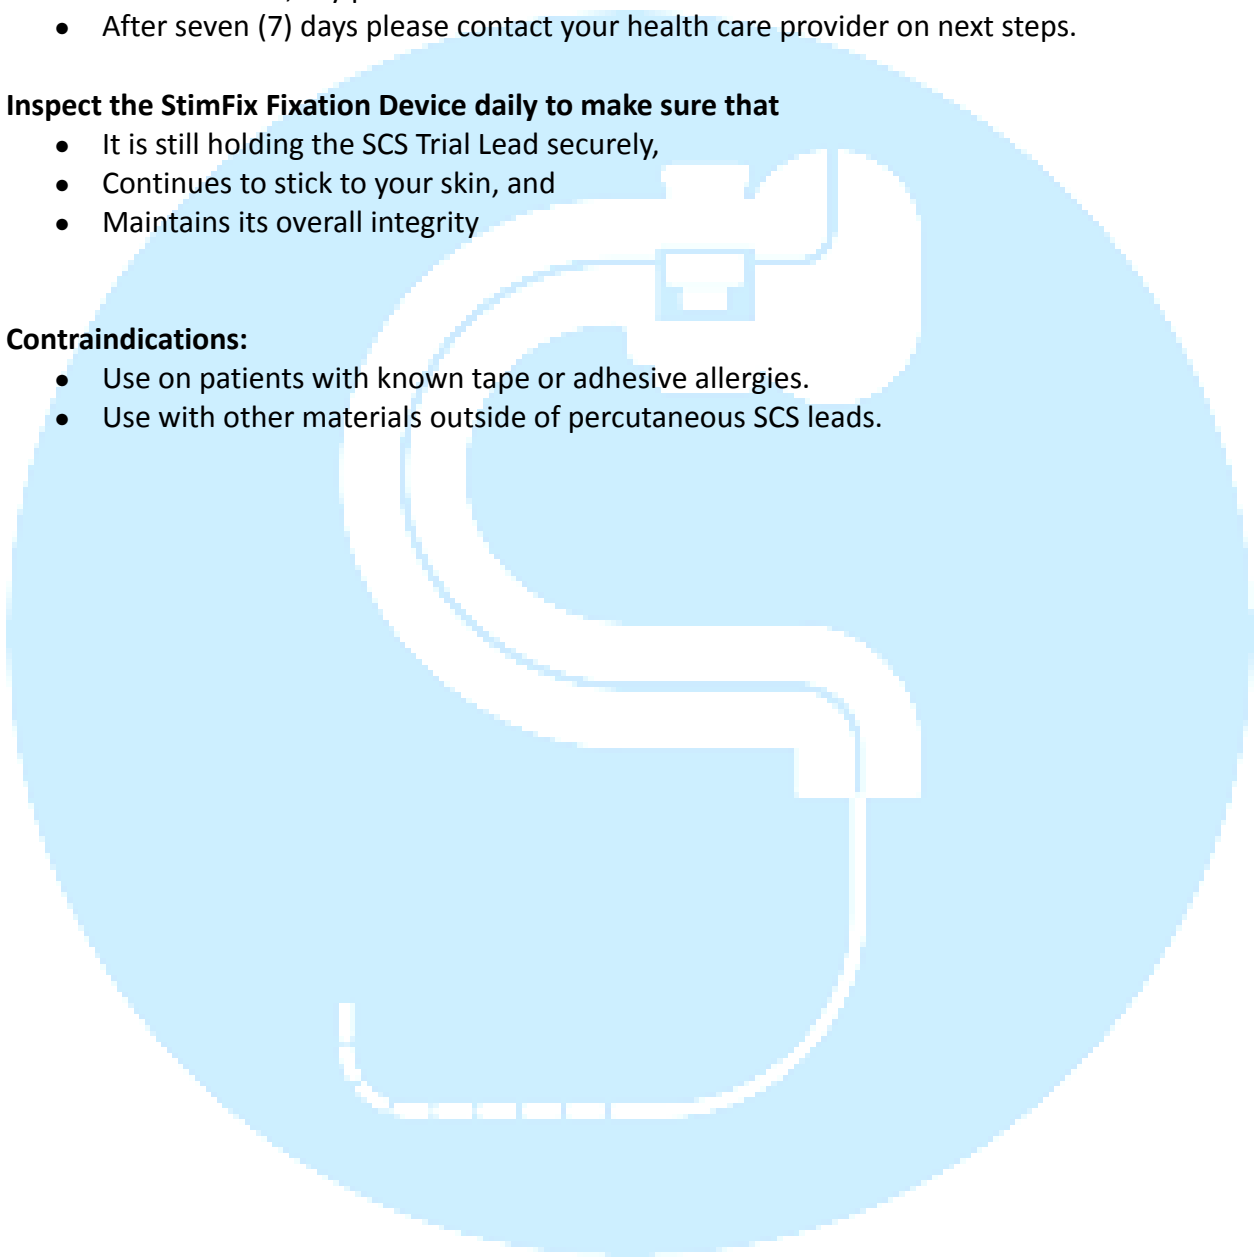 • After seven (7) days please contact your health care provider on next steps.
Inspect the StimFix Fixation Device daily to make sure that
• It is still holding the SCS Trial Lead securely,
• Continues to stick to your skin, and
• Maintains its overall integrity
Contraindications:
• Use on patients with known tape or adhesive allergies.
• Use with other materials outside of percutaneous SCS leads.